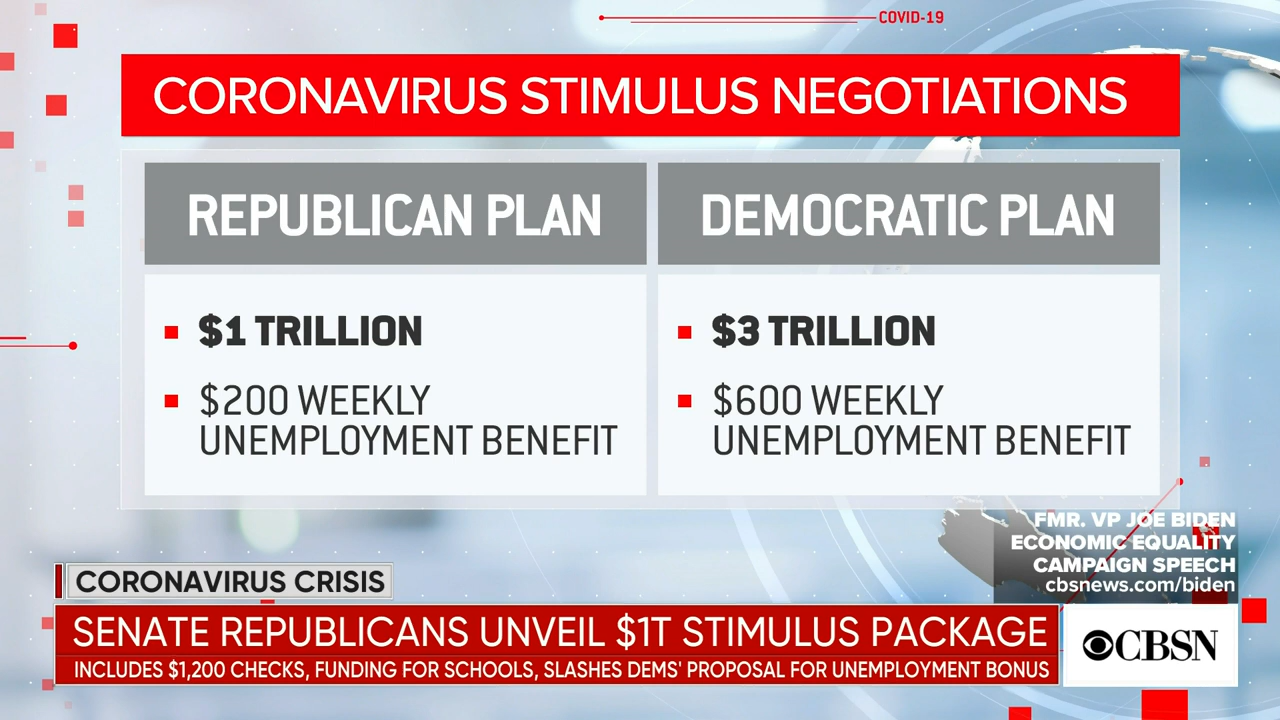 COVID-19
CORONAVIRUS STIMULUS NEGOTIATIONS
REPUBLICAN PLAN
$1 TRILLION
$200 WEEKLY
UNEMPLOYMENT BENEFIT
DEMOCRATIC PLAN
$3 TRILLION
$600 WEEKLY
UNEMPLOYMENT BENEFIT
FMR. VP JOE BIDEN
ECONOMIC EQUALITY
CAMPAIGN SPEECH
cbsnews.com/biden
CORONAVIRUS CRISIS
SENATE REPUBLICANS UNVEIL $1T STIMULUS PACKAGE
INCLUDES $1,200 CHECKS, FUNDING FOR SCHOOLS, SLASHES DEMS' PROPOSAL FOR UNEMPLOYMENT BONUS
CBSN